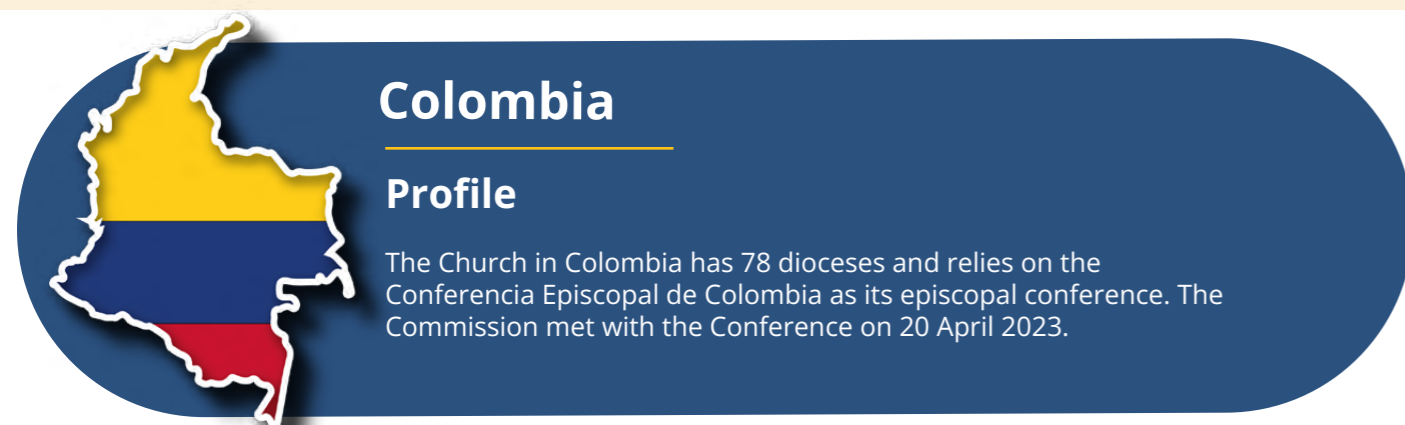 Colombia
Profile
The Church in Colombia has 78 dioceses and relies on the
Conferencia Episcopal de Colombia as its episcopal conference. The
Commission met with the Conference on 20 April 2023.